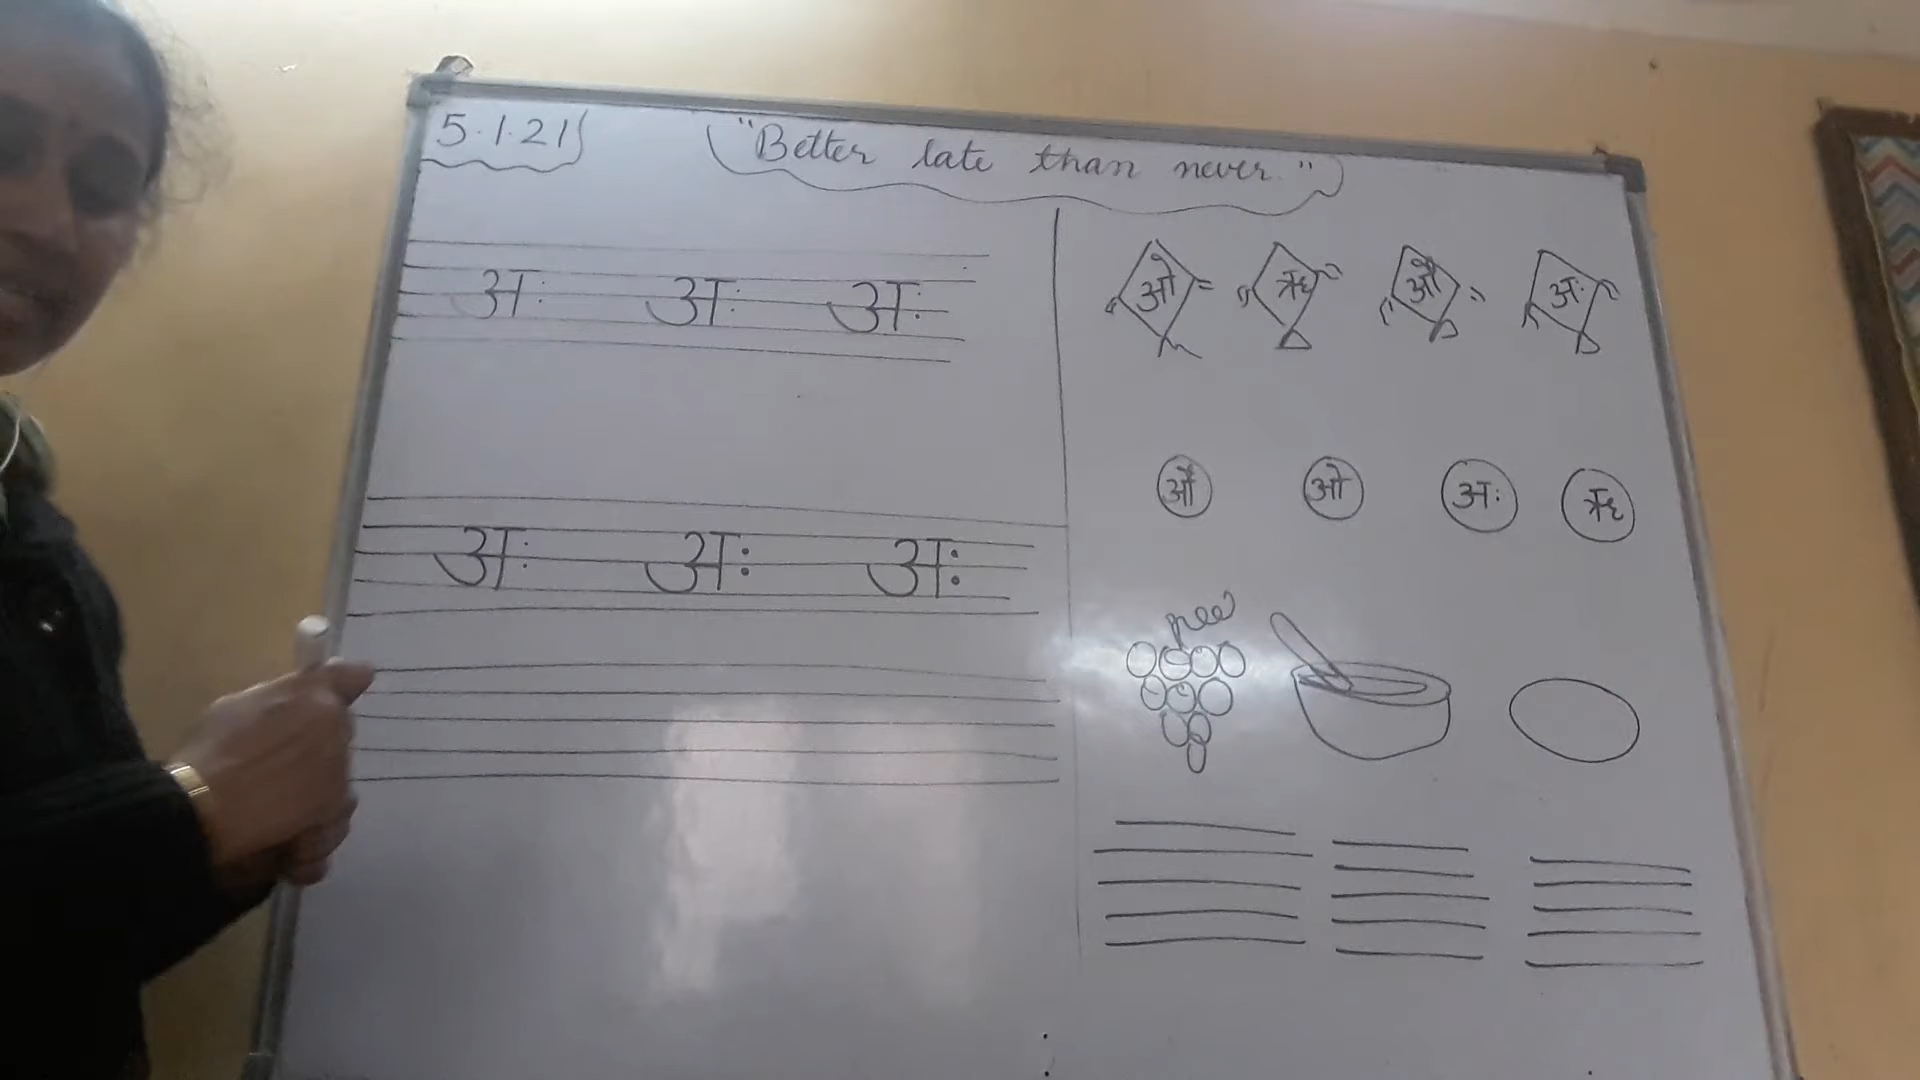 5.1.21
"Better late than never."
अः अः अः
अः अः अः
ओ ऋ औ अः
औ ओ अः ऋ